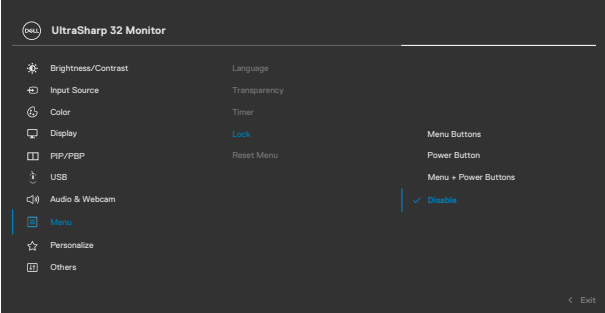 DELL
UltraSharp 32 Monitor
Brightness/Contrast
Input Source
Color
Display
PIP/PBP
USB
Audio & Webcam
Menu
Personalize
Others
Language
Transparency
Timer
Lock
Reset Menu
Menu Buttons
Power Button
Menu + Power Buttons
Disable
Exit